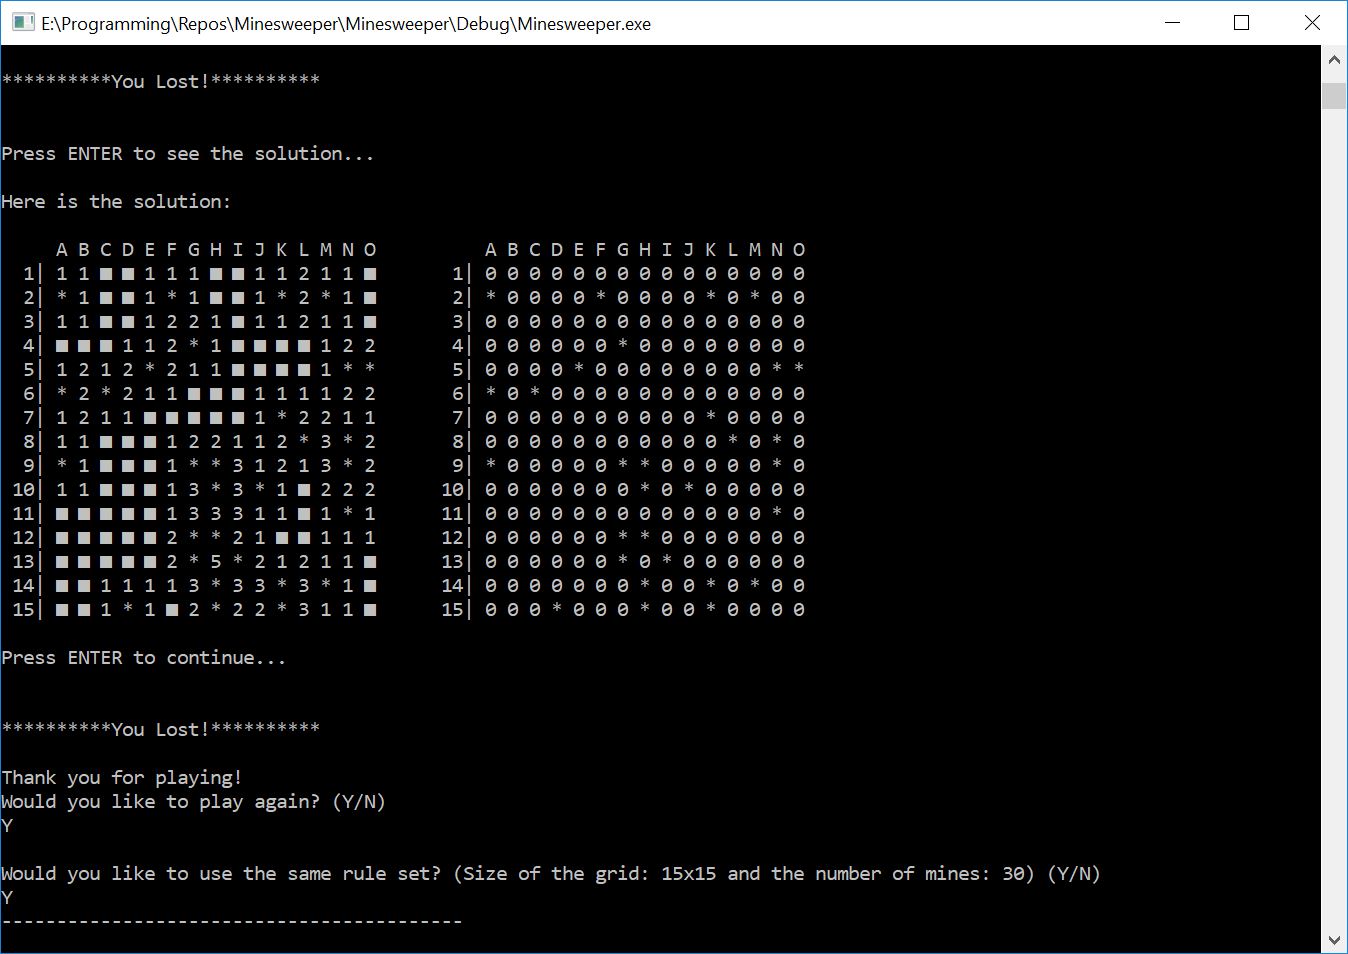 E:\Programming\Repos\Minesweeper\Minesweeper\Debug\Minesweeper.exe
**********You Lost!**********
Press ENTER to see the solution...
Here is the solution:
A B C D E F G H I J K L M N O          A B C D E F G H I J K L M N O
1| 1 1 ■ ■ 1 1 1 ■ ■ 1 1 2 1 1 ■       1| 0 0 0 0 0 0 0 0 0 0 0 0 0 0 0
2| * 1 ■ ■ 1 * 1 ■ ■ 1 * 2 * 1 ■       2| * 0 0 0 0 * 0 0 0 0 * 0 * 0 0
3| 1 1 ■ ■ 1 2 2 1 ■ 1 1 2 1 1 ■       3| 0 0 0 0 0 0 0 0 0 0 0 0 0 0 0
4| ■ ■ ■ 1 1 2 * 1 ■ ■ ■ ■ 1 2 2       4| 0 0 0 0 0 0 * 0 0 0 0 0 0 0 0
5| 1 2 1 2 * 2 1 1 ■ ■ ■ ■ 1 * *       5| 0 0 0 0 * 0 0 0 0 0 0 0 0 * *
6| * 2 * 2 1 1 ■ ■ ■ 1 1 1 1 2 2       6| * 0 * 0 0 0 0 0 0 0 0 0 0 0 0
7| 1 2 1 1 ■ ■ ■ ■ ■ 1 * 2 2 1 1       7| 0 0 0 0 0 0 0 0 0 0 * 0 0 0 0
8| 1 1 ■ ■ ■ 1 2 2 1 1 2 * 3 * 2       8| 0 0 0 0 0 0 0 0 0 0 0 * 0 * 0
9| * 1 ■ ■ ■ 1 * * 3 1 2 1 3 * 2       9| * 0 0 0 0 0 * * 0 0 0 0 0 * 0
10| 1 1 ■ ■ ■ 1 3 * 3 * 1 ■ 2 2 2      10| 0 0 0 0 0 0 0 * 0 * 0 0 0 0 0
11| ■ ■ ■ ■ ■ 1 3 3 3 1 1 ■ 1 * 1      11| 0 0 0 0 0 0 0 0 0 0 0 0 0 * 0
12| ■ ■ ■ ■ ■ 2 * * 2 1 ■ ■ 1 1 1      12| 0 0 0 0 0 0 * * 0 0 0 0 0 0 0
13| ■ ■ ■ ■ ■ 2 * 5 * 2 1 2 1 1 ■      13| 0 0 0 0 0 0 * 0 * 0 0 0 0 0 0
14| ■ ■ 1 1 1 1 3 * 3 3 * 3 * 1 ■      14| 0 0 0 0 0 0 0 * 0 0 * 0 * 0 0
15| ■ ■ 1 * 1 ■ 2 * 2 2 * 3 1 1 ■      15| 0 0 0 * 0 0 0 * 0 0 * 0 0 0 0
Press ENTER to continue...
**********You Lost!**********
Thank you for playing!
Would you like to play again? (Y/N)
Y
Would you like to use the same rule set? (Size of the grid: 15x15 and the number of mines: 30) (Y/N)
Y
------------------------------------------